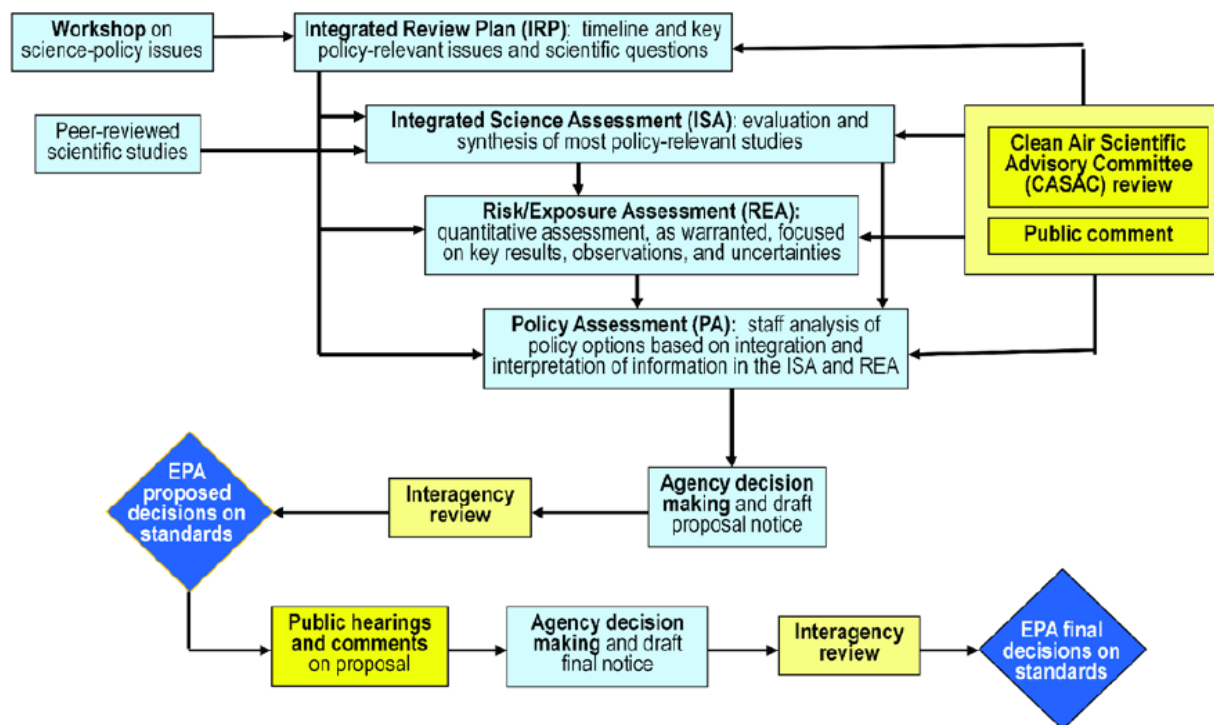 Workshop on
science-policy issues
Integrated Review Plan (IRP): timeline and key
policy-relevant issues and scientific questions
Peer-reviewed
scientific studies
Integrated Science Assessment (ISA): evaluation and
synthesis of most policy-relevant studies
Clean Air Scientific
Advisory Committee
(CASAC) review
Public comment
Risk/Exposure Assessment (REA):
quantitative assessment, as warranted, focused
on key results, observations, and uncertainties
Policy Assessment (PA): staff analysis of
policy options based on integration and
interpretation of information in the ISA and REA
EPA
proposed
decisions on
standards
Interagency
review
Agency decision
making and draft
proposal notice
Public hearings
and comments
on proposal
Agency decision
making and draft
final notice
Interagency
review
EPA final
decisions on
standards